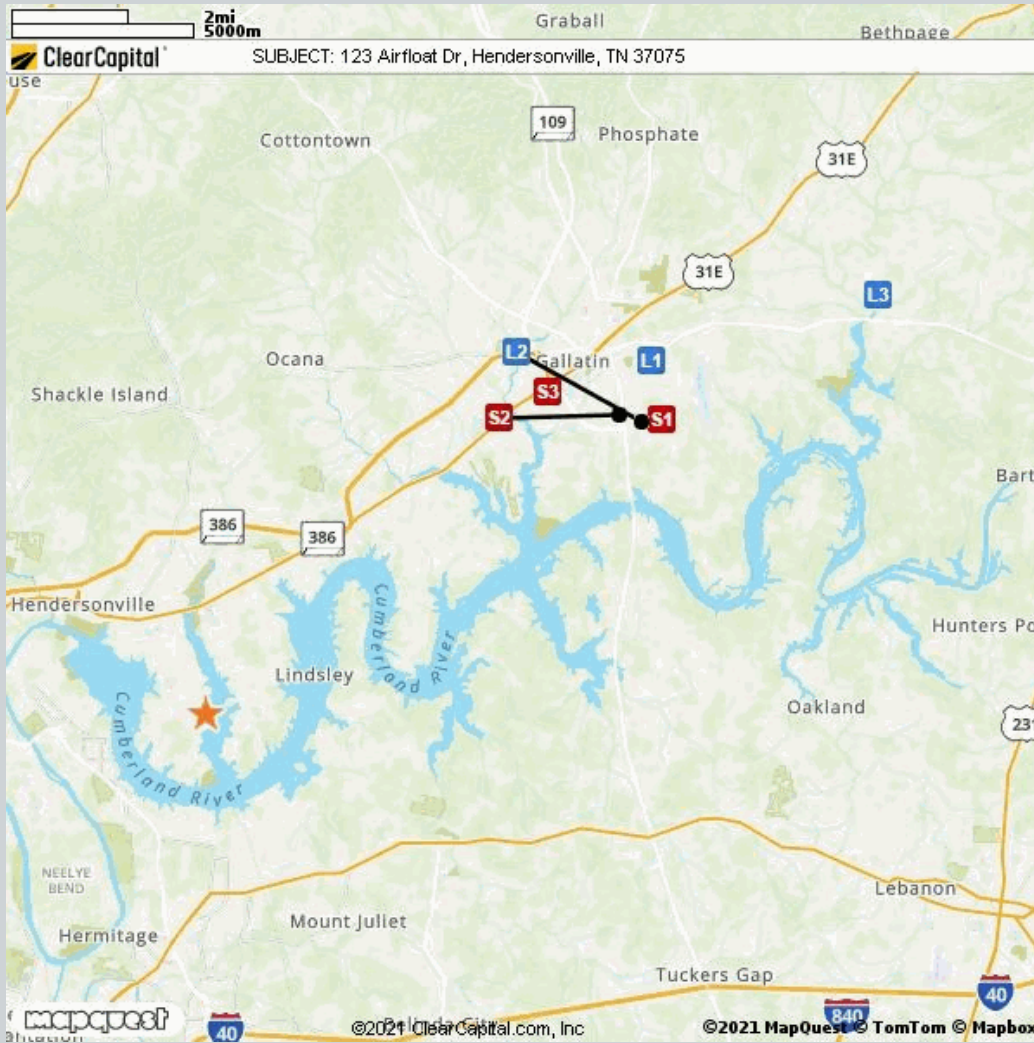 2mi
5000m
Graball
Bethpage
ClearCapital
SUBJECT: 123 Airfloat Dr, Hendersonville, TN 37075
use
109
Phosphate
Cottontown
31E
31E
L3
L2
Gallatin
L1
Ocana
S3
Shackle Island
S2
S1
Bart
386
386
Hendersonville
Cumberland River
Hunters Po
Lindsley
Oakland
Cumberland River
231
NEELYE
BEND
Lebanon
Mount Juliet
Hermitage
Tuckers Gap
40
mapquest
40
©2021 ClearCapital.com, Inc
840
©2021 MapQuest © TomTom © Mapbox